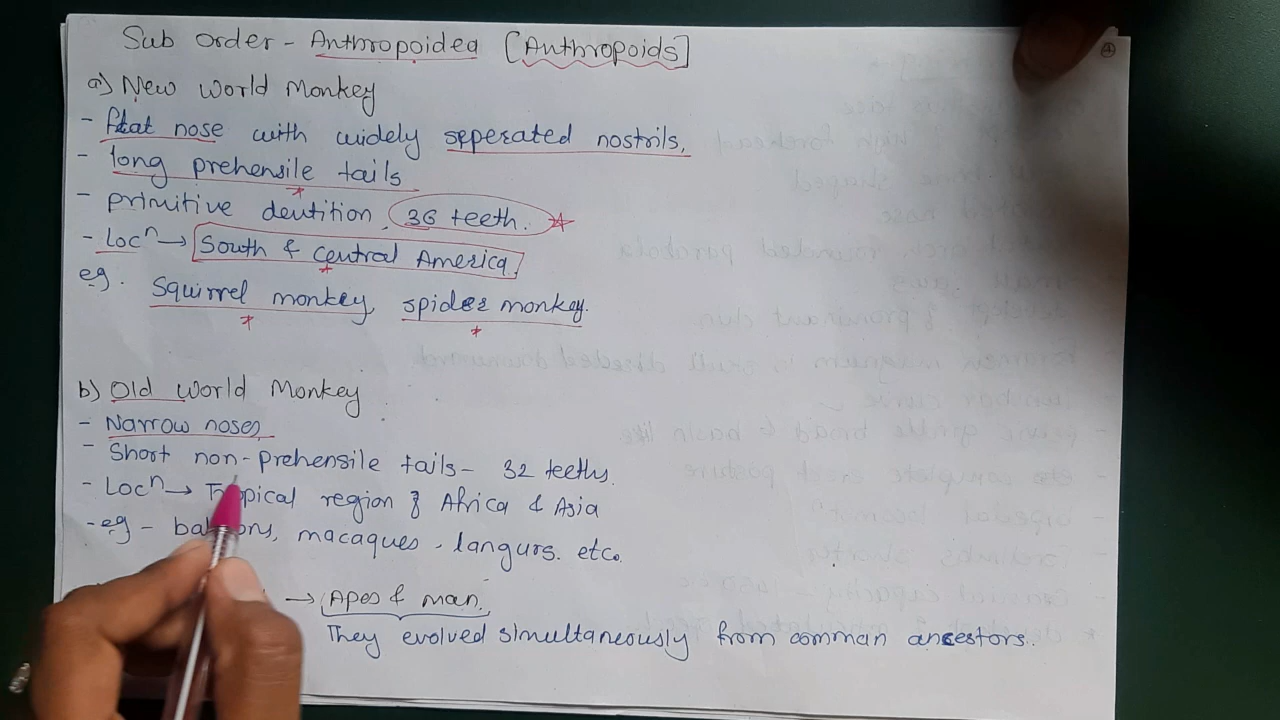 Sub Order - Anthropoidea [Anthropoids]
a) New World Monkey
- flat nose with widely seperated nostrils.
- long prehensile tails
- primitive dentition, 36 teeth.
- Locⁿ → South & central America.
eg. Squirrel monkey, spider monkey.
b) Old World Monkey
- Narrow noses
- Short non-prehensile tails - 32 teeths.
- Locⁿ → Tropical region of Africa & Asia
- eg - baboons, macaques, langurs. etc.
→ Apes & man.
They evolved simultaneously from comman ancestors.